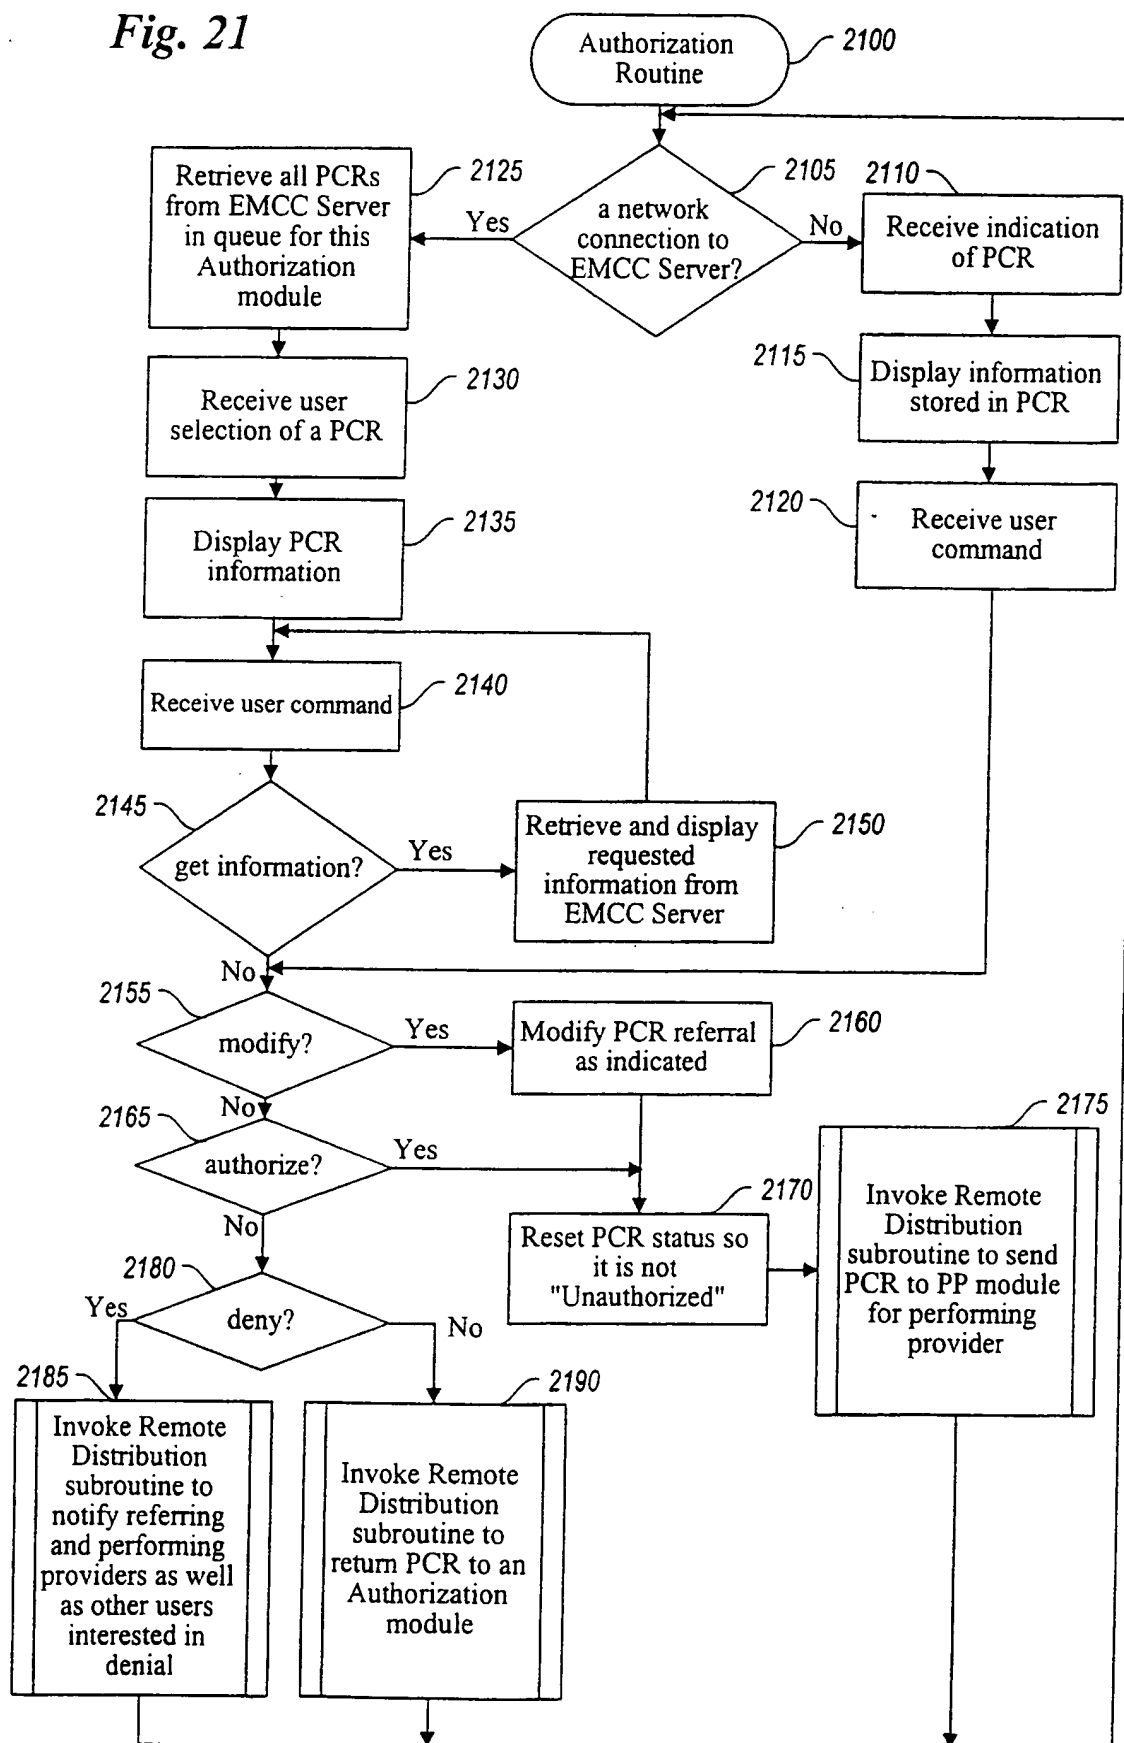 Fig. 21
Authorization
Routine
2100
Retrieve all PCRs
from EMCC Server
in queue for this
Authorization
module
2125
Yes
a network
connection to
EMCC Server?
2105
No
2110
Receive indication
of PCR
2115
Display information
stored in PCR
2130
Receive user
selection of a PCR
2120
Receive user
command
2135
Display PCR
information
Receive user command
2140
2145
get information?
Yes
Retrieve and display
requested
information from
EMCC Server
2150
No
2155
modify?
Yes
Modify PCR referral
as indicated
2160
No
2165
authorize?
Yes
2170
Reset PCR status so
it is not
"Unauthorized"
2175
Invoke Remote
Distribution
subroutine to send
PCR to PP module
for performing
provider
No
2180
Yes
deny?
No
2185
Invoke Remote
Distribution
subroutine to
notify referring
and performing
providers as well
as other users
interested in
denial
2190
Invoke Remote
Distribution
subroutine to
return PCR to an
Authorization
module